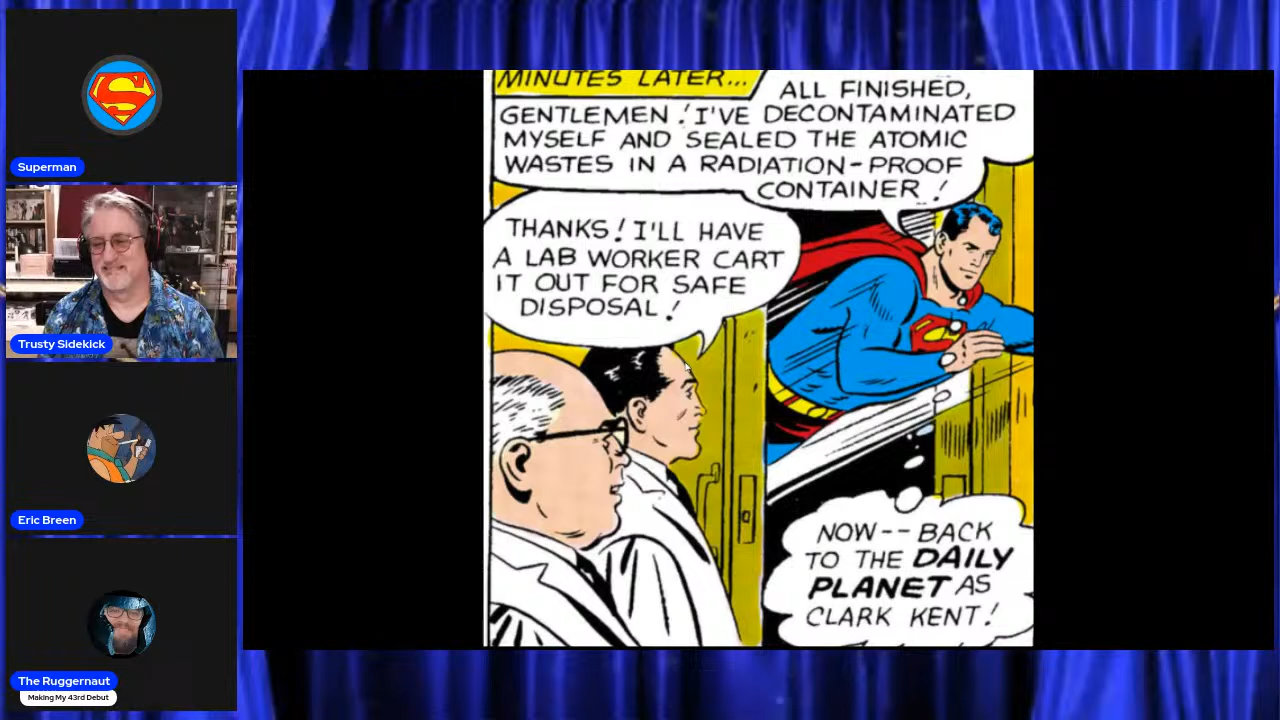 Superman
Trusty Sidekick
Eric Breen
The Ruggernaut
Making My 43rd Debut
MINUTES LATER...
ALL FINISHED,
GENTLEMEN! I'VE DECONTAMINATED
MYSELF AND SEALED THE ATOMIC
WASTES IN A RADIATION-PROOF
CONTAINER!
THANKS! I'LL HAVE
A LAB WORKER CART
IT OUT FOR SAFE
DISPOSAL!
NOW-- BACK
TO THE DAILY
PLANET AS
CLARK KENT!